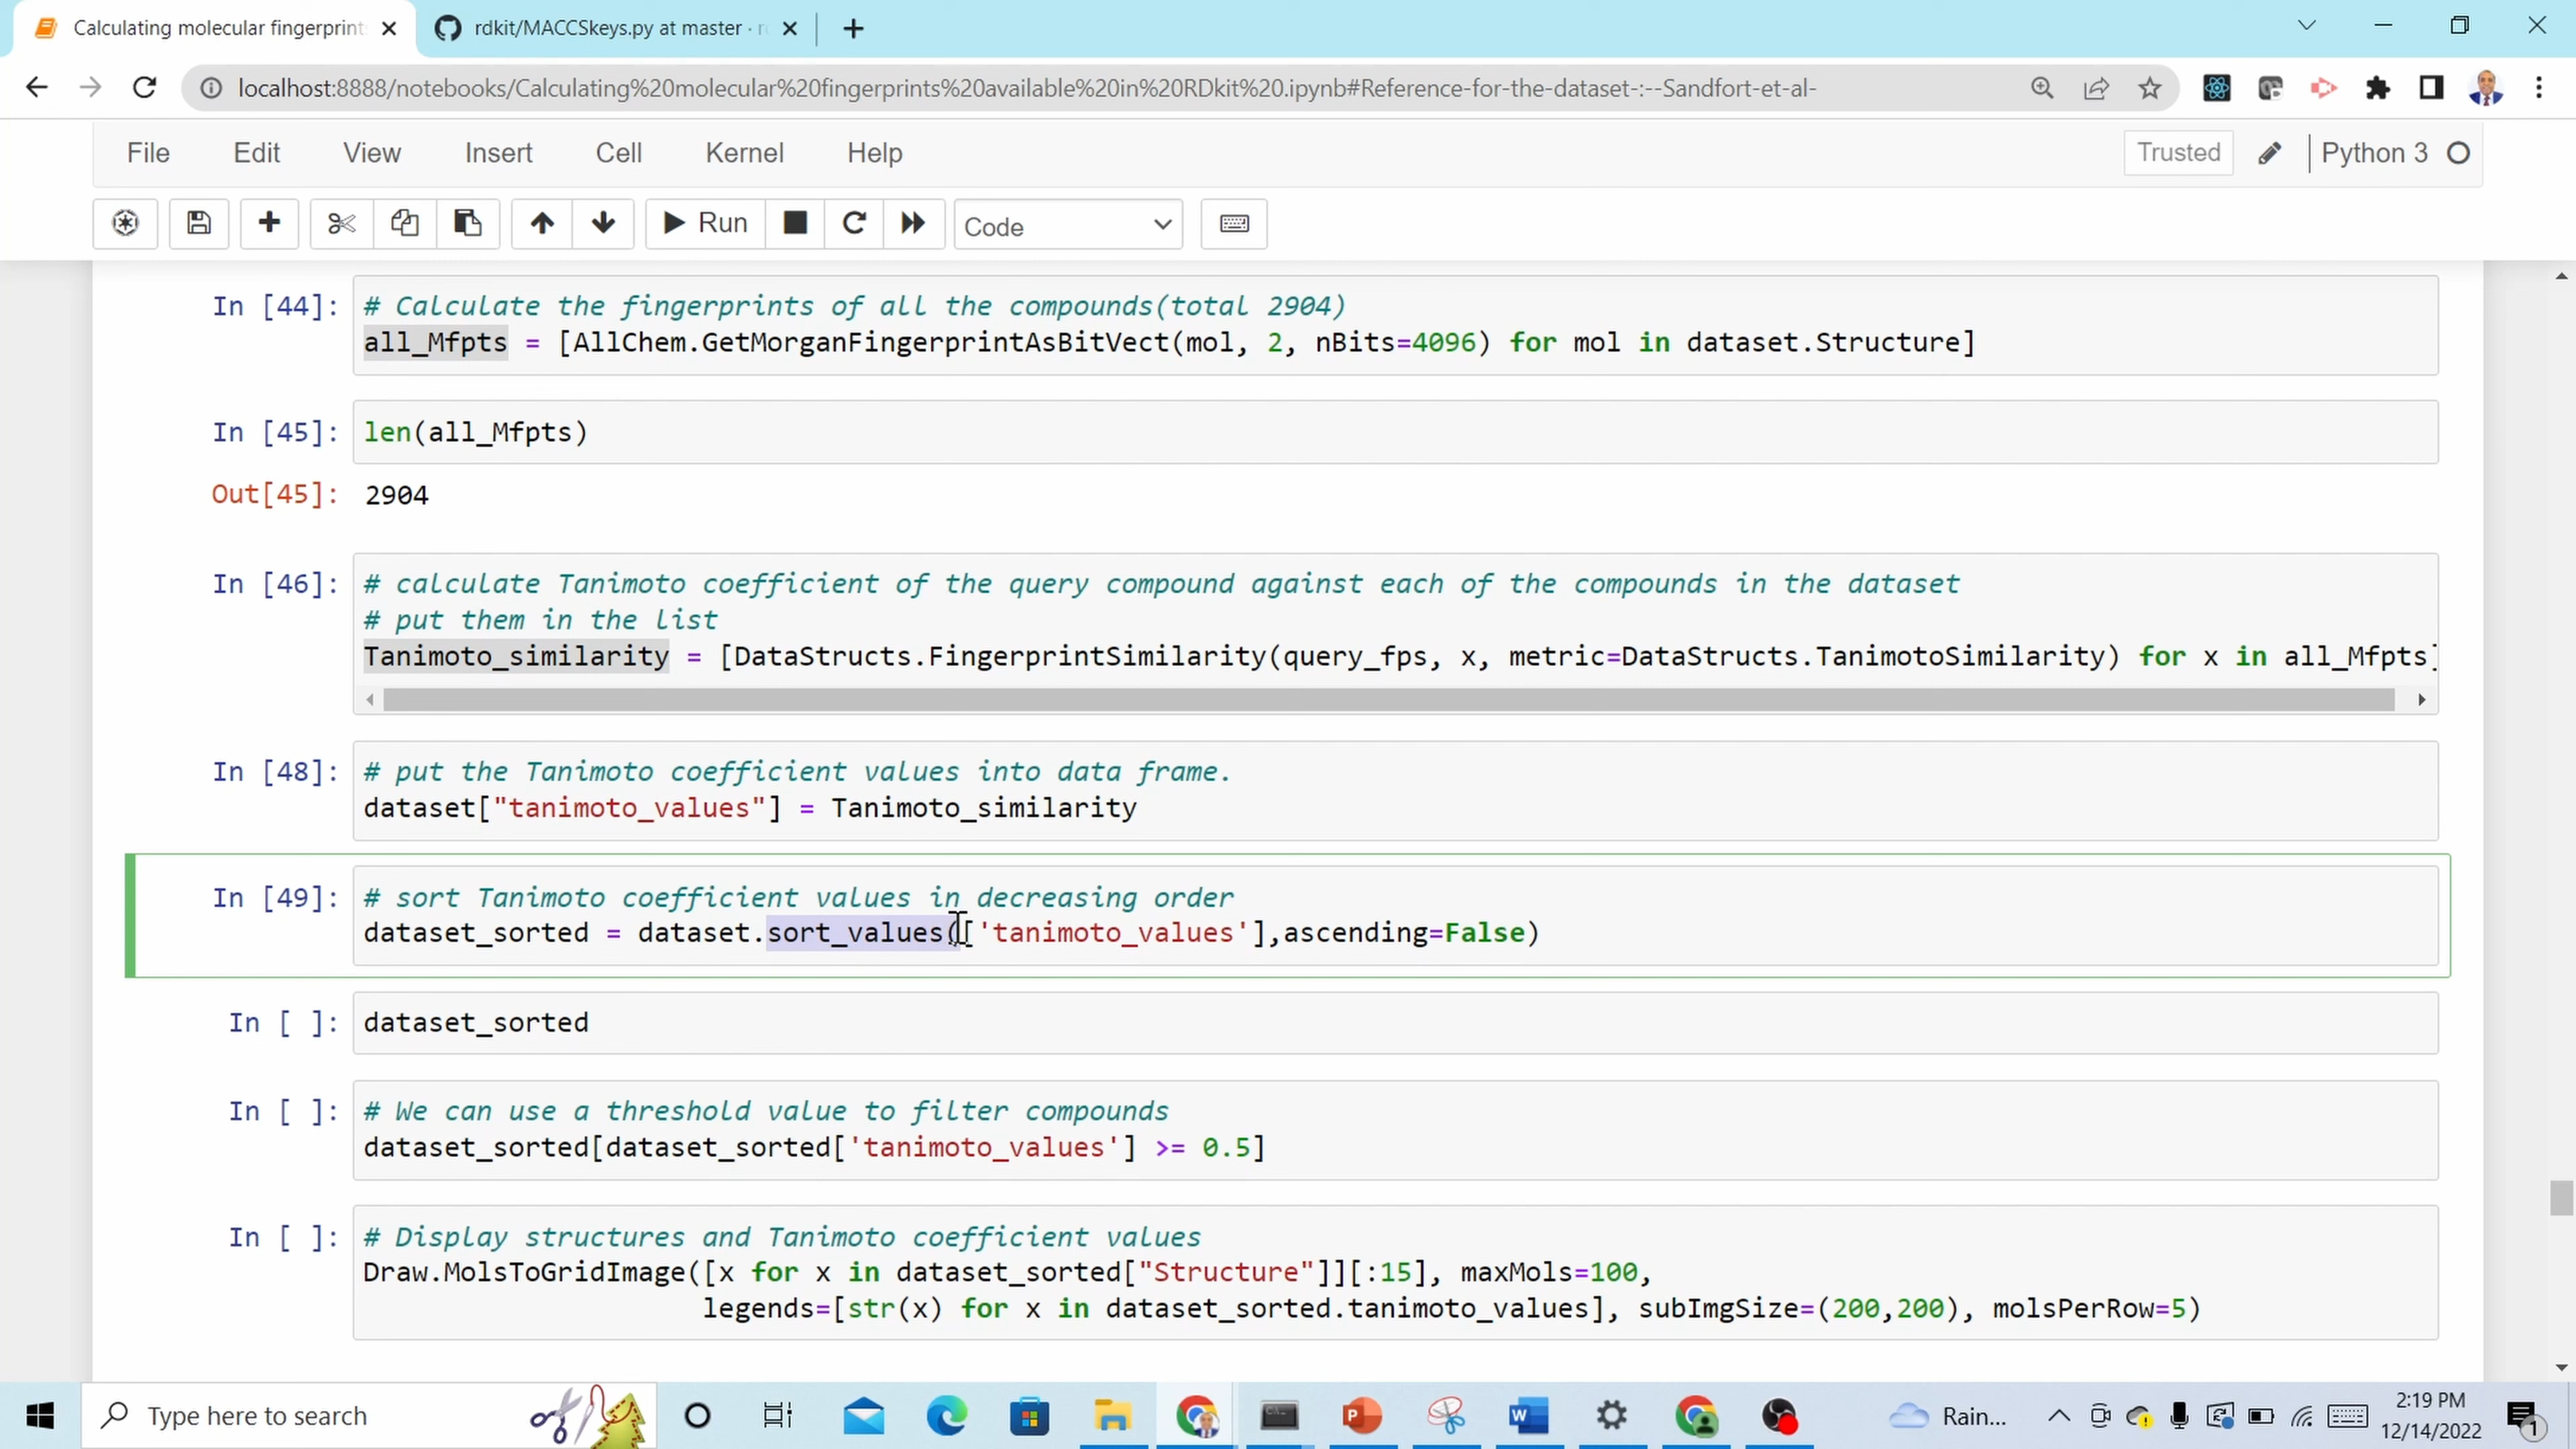 Calculating molecular fingerprint
rdkit/MACCSkeys.py at master · r
localhost:8888/notebooks/Calculating%20molecular%20fingerprints%20available%20in%20RDkit%20.ipynb#Reference-for-the-dataset-:--Sandfort-et-al-
File Edit View Insert Cell Kernel Help
Trusted
Python 3
Run
Code
In [44]:
# Calculate the fingerprints of all the compounds(total 2904)
all_Mfpts = [AllChem.GetMorganFingerprintAsBitVect(mol, 2, nBits=4096) for mol in dataset.Structure]
In [45]:
len(all_Mfpts)
Out[45]:
2904
In [46]:
# calculate Tanimoto coefficient of the query compound against each of the compounds in the dataset
# put them in the list
Tanimoto_similarity = [DataStructs.FingerprintSimilarity(query_fps, x, metric=DataStructs.TanimotoSimilarity) for x in all_Mfpts]
In [48]:
# put the Tanimoto coefficient values into data frame.
dataset["tanimoto_values"] = Tanimoto_similarity
In [49]:
# sort Tanimoto coefficient values in decreasing order
dataset_sorted = dataset.sort_values(['tanimoto_values'],ascending=False)
In [ ]:
dataset_sorted
In [ ]:
# We can use a threshold value to filter compounds
dataset_sorted[dataset_sorted['tanimoto_values'] >= 0.5]
In [ ]:
# Display structures and Tanimoto coefficient values
Draw.MolsToGridImage([x for x in dataset_sorted["Structure"]][:15], maxMols=100,
legends=[str(x) for x in dataset_sorted.tanimoto_values], subImgSize=(200,200), molsPerRow=5)
Type here to search
Rain...
2:19 PM
12/14/2022
1